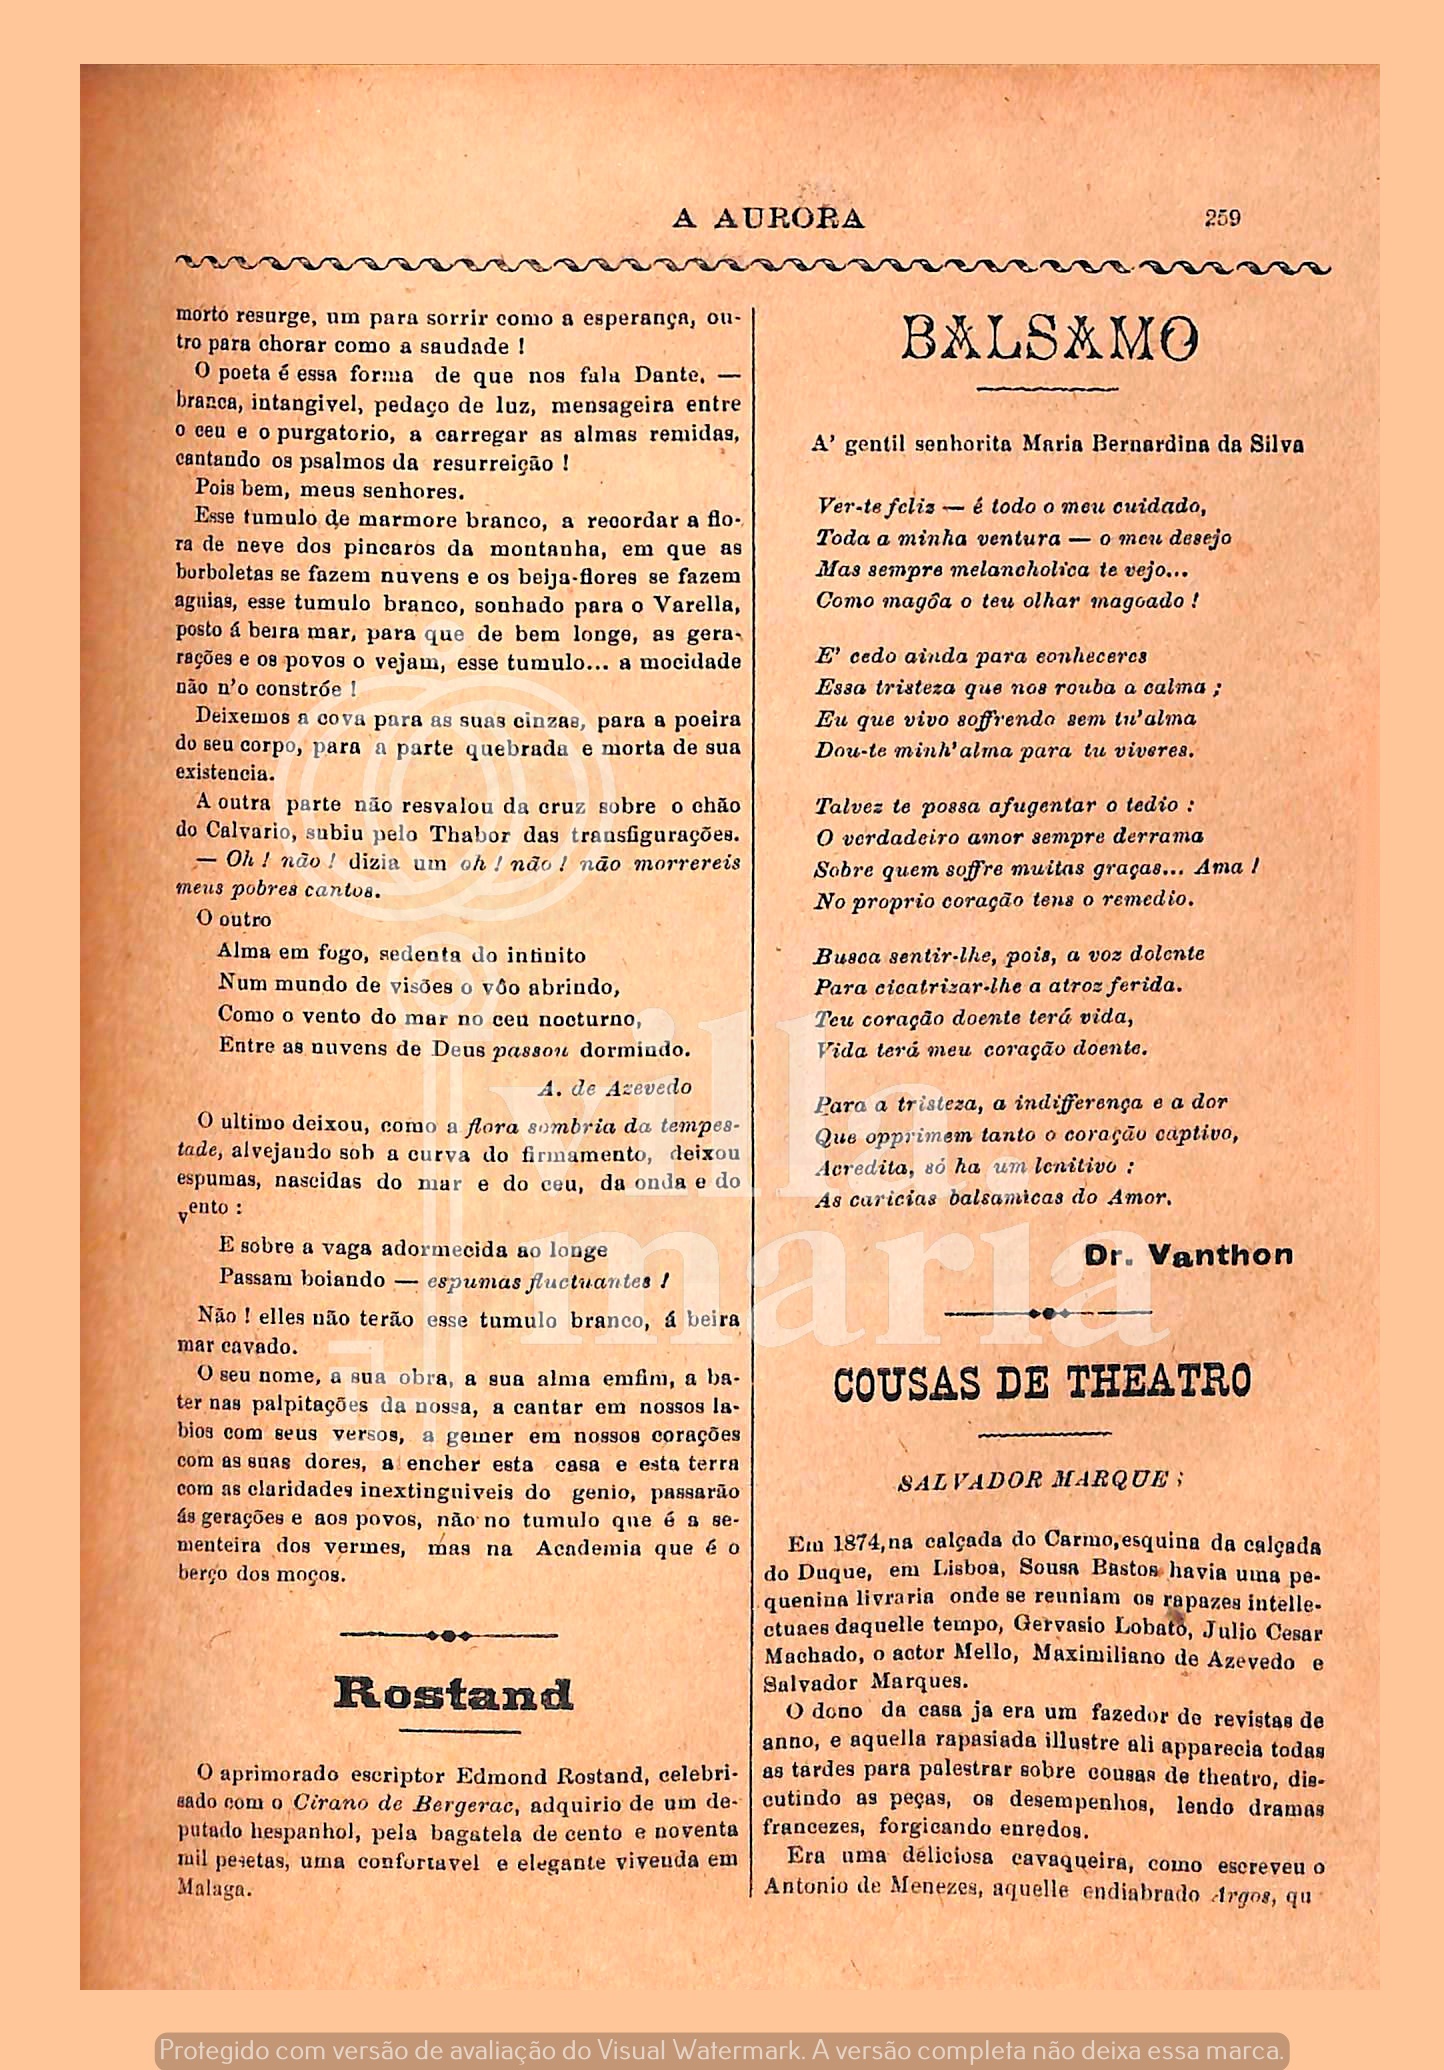 A AURORA
259
morto resurge, um para sorrir como a esperança, ou-
tro para chorar como a saudade !
O poeta é essa forma de que nos fala Dante, —
branca, intangivel, pedaço de luz, mensageira entre
o ceu e o purgatorio, a carregar as almas remidas,
cantando os psalmos da resurreição !
Pois bem, meus senhores.
Esse tumulo de marmore branco, a recordar a flo-
ra de neve dos pincaros da montanha, em que as
borboletas se fazem nuvens e os beija-flores se fazem
aguias, esse tumulo branco, sonhado para o Varella,
posto á beira mar, para que de bem longe, as gera-
rações e os povos o vejam, esse tumulo... a mocidade
não n'o constróe !
Deixemos a cova para as suas cinzas, para a poeira
do seu corpo, para a parte quebrada e morta de sua
existencia.
A outra parte não resvalou da cruz sobre o chão
do Calvario, subiu pelo Thabor das transfigurações.
— Oh ! não ! dizia um oh ! não ! não morrereis
meus pobres cantos.
O outro
Alma em fogo, sedenta do infinito
Num mundo de visões o vôo abrindo,
Como o vento do mar no ceu nocturno,
Entre as nuvens de Deus passou dormindo.
A. de Azevedo
O ultimo deixou, como a flora sombria da tempes-
tade, alvejando sob a curva do firmamento, deixou
espumas, nascidas do mar e do ceu, da onda e do
vento :
E sobre a vaga adormecida ao longe
Passam boiando — espumas fluctuantes !
Não ! elles não terão esse tumulo branco, á beira
mar cavado.
O seu nome, a sua obra, a sua alma emfim, a ba-
ter nas palpitações da nossa, a cantar em nossos la-
bios com seus versos, a gemer em nossos corações
com as suas dores, a encher esta casa e esta terra
com as claridades inextinguiveis do genio, passarão
ás gerações e aos povos, não no tumulo que é a se-
menteira dos vermes, mas na Academia que é o
berço dos moços.
Rostand
O aprimorado escriptor Edmond Rostand, celebri-
sado com o Cirano de Bergerac, adquirio de um de-
putado hespanhol, pela bagatela de cento e noventa
mil pesetas, uma confortavel e elegante vivenda em
Malaga.
BALSAMO
A' gentil senhorita Maria Bernardina da Silva
Ver-te feliz — é todo o meu cuidado,
Toda a minha ventura — o meu desejo
Mas sempre melancholica te vejo...
Como magôa o teu olhar magoado !
E' cedo ainda para conheceres
Essa tristeza que nos rouba a calma ;
Eu que vivo soffrendo sem tu'alma
Dou-te minh'alma para tu viveres.
Talvez te possa afugentar o tedio :
O verdadeiro amor sempre derrama
Sobre quem soffre muitas graças... Ama !
No proprio coração tens o remedio.
Busca sentir-lhe, pois, a voz dolente
Para cicatrizar-lhe a atroz ferida.
Teu coração doente terá vida,
Vida terá meu coração doente.
Para a tristeza, a indifferença e a dor
Que opprimem tanto o coração captivo,
Acredita, só ha um lenitivo :
As caricias balsamicas do Amor.
Dr. Vanthon
COUSAS DE THEATRO
SALVADOR MARQUE;
Em 1874, na calçada do Carmo, esquina da calçada
do Duque, em Lisboa, Sousa Bastos havia uma pe-
quenina livraria onde se reuniam os rapazes intelle-
ctuaes daquelle tempo, Gervasio Lobato, Julio Cesar
Machado, o actor Mello, Maximiliano de Azevedo e
Salvador Marques.
O dono da casa ja era um fazedor de revistas de
anno, e aquella rapasiada illustre ali apparecia todas
as tardes para palestrar sobre cousas de theatro, dis-
cutindo as peças, os desempenhos, lendo dramas
francezes, forgicando enredos.
Era uma deliciosa cavaqueira, como escreveu o
Antonio de Menezes, aquelle endiabrado Argos, qu
villa.
maria
Protegido com versão de avaliação do Visual Watermark. A versão completa não deixa essa marca.